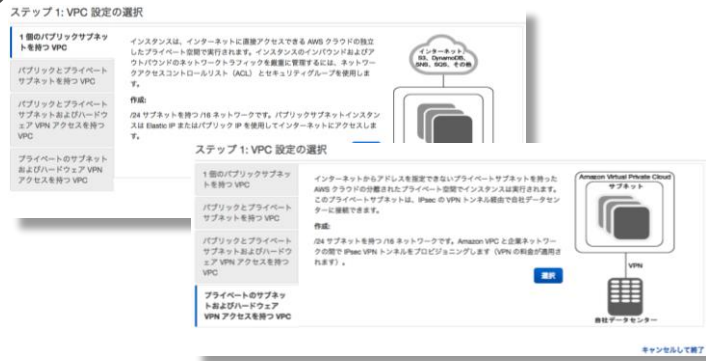 ステップ 1: VPC 設定の選択
1 個のパブリックサブネッ
トを持つ VPC
パブリックとプライベート
サブネットを持つ VPC
パブリックとプライベート
サブネットおよびハードウ
ェア VPN アクセスを持つ
VPC
プライベートのサブネット
およびハードウェア VPN
アクセスを持つ VPC
インスタンスは、インターネットに直接アクセスできる AWS クラウドの独立
したプライベート空間で実行されます。インスタンスのインバウンドおよびア
ウトバウンドのネットワークトラフィックを厳重に管理するには、ネットワー
クアクセスコントロールリスト (ACL) とセキュリティグループを使用しま
す。
作成:
/24 サブネットを持つ /16 ネットワークです。パブリックサブネットインスタン
スは Elastic IP またはパブリック IP を使用してインターネットにアクセスしま
す。
インターネット,
S3, DynamoDB,
SNS, SQS, その他
ステップ 1: VPC 設定の選択
1 個のパブリックサブネッ
トを持つ VPC
パブリックとプライベート
サブネットを持つ VPC
パブリックとプライベート
サブネットおよびハードウ
ェア VPN アクセスを持つ
VPC
プライベートのサブネッ
トおよびハードウェア
VPN アクセスを持つ VPC
インターネットからアドレスを指定できないプライベートサブネットを持った
AWS クラウドの分離されたプライベート空間でインスタンスは実行されます。
このプライベートサブネットは、IPsec の VPN トンネル経由で自社データセン
ターに接続できます。
作成:
/24 サブネットを持つ /16 ネットワークです。Amazon VPC と企業ネットワー
クの間で IPsec VPN トンネルをプロビジョニングします（VPN の料金が適用さ
れます）。
選択
Amazon Virtual Private Cloud
サブネット
VPN
自社データセンター
キャンセルして終了